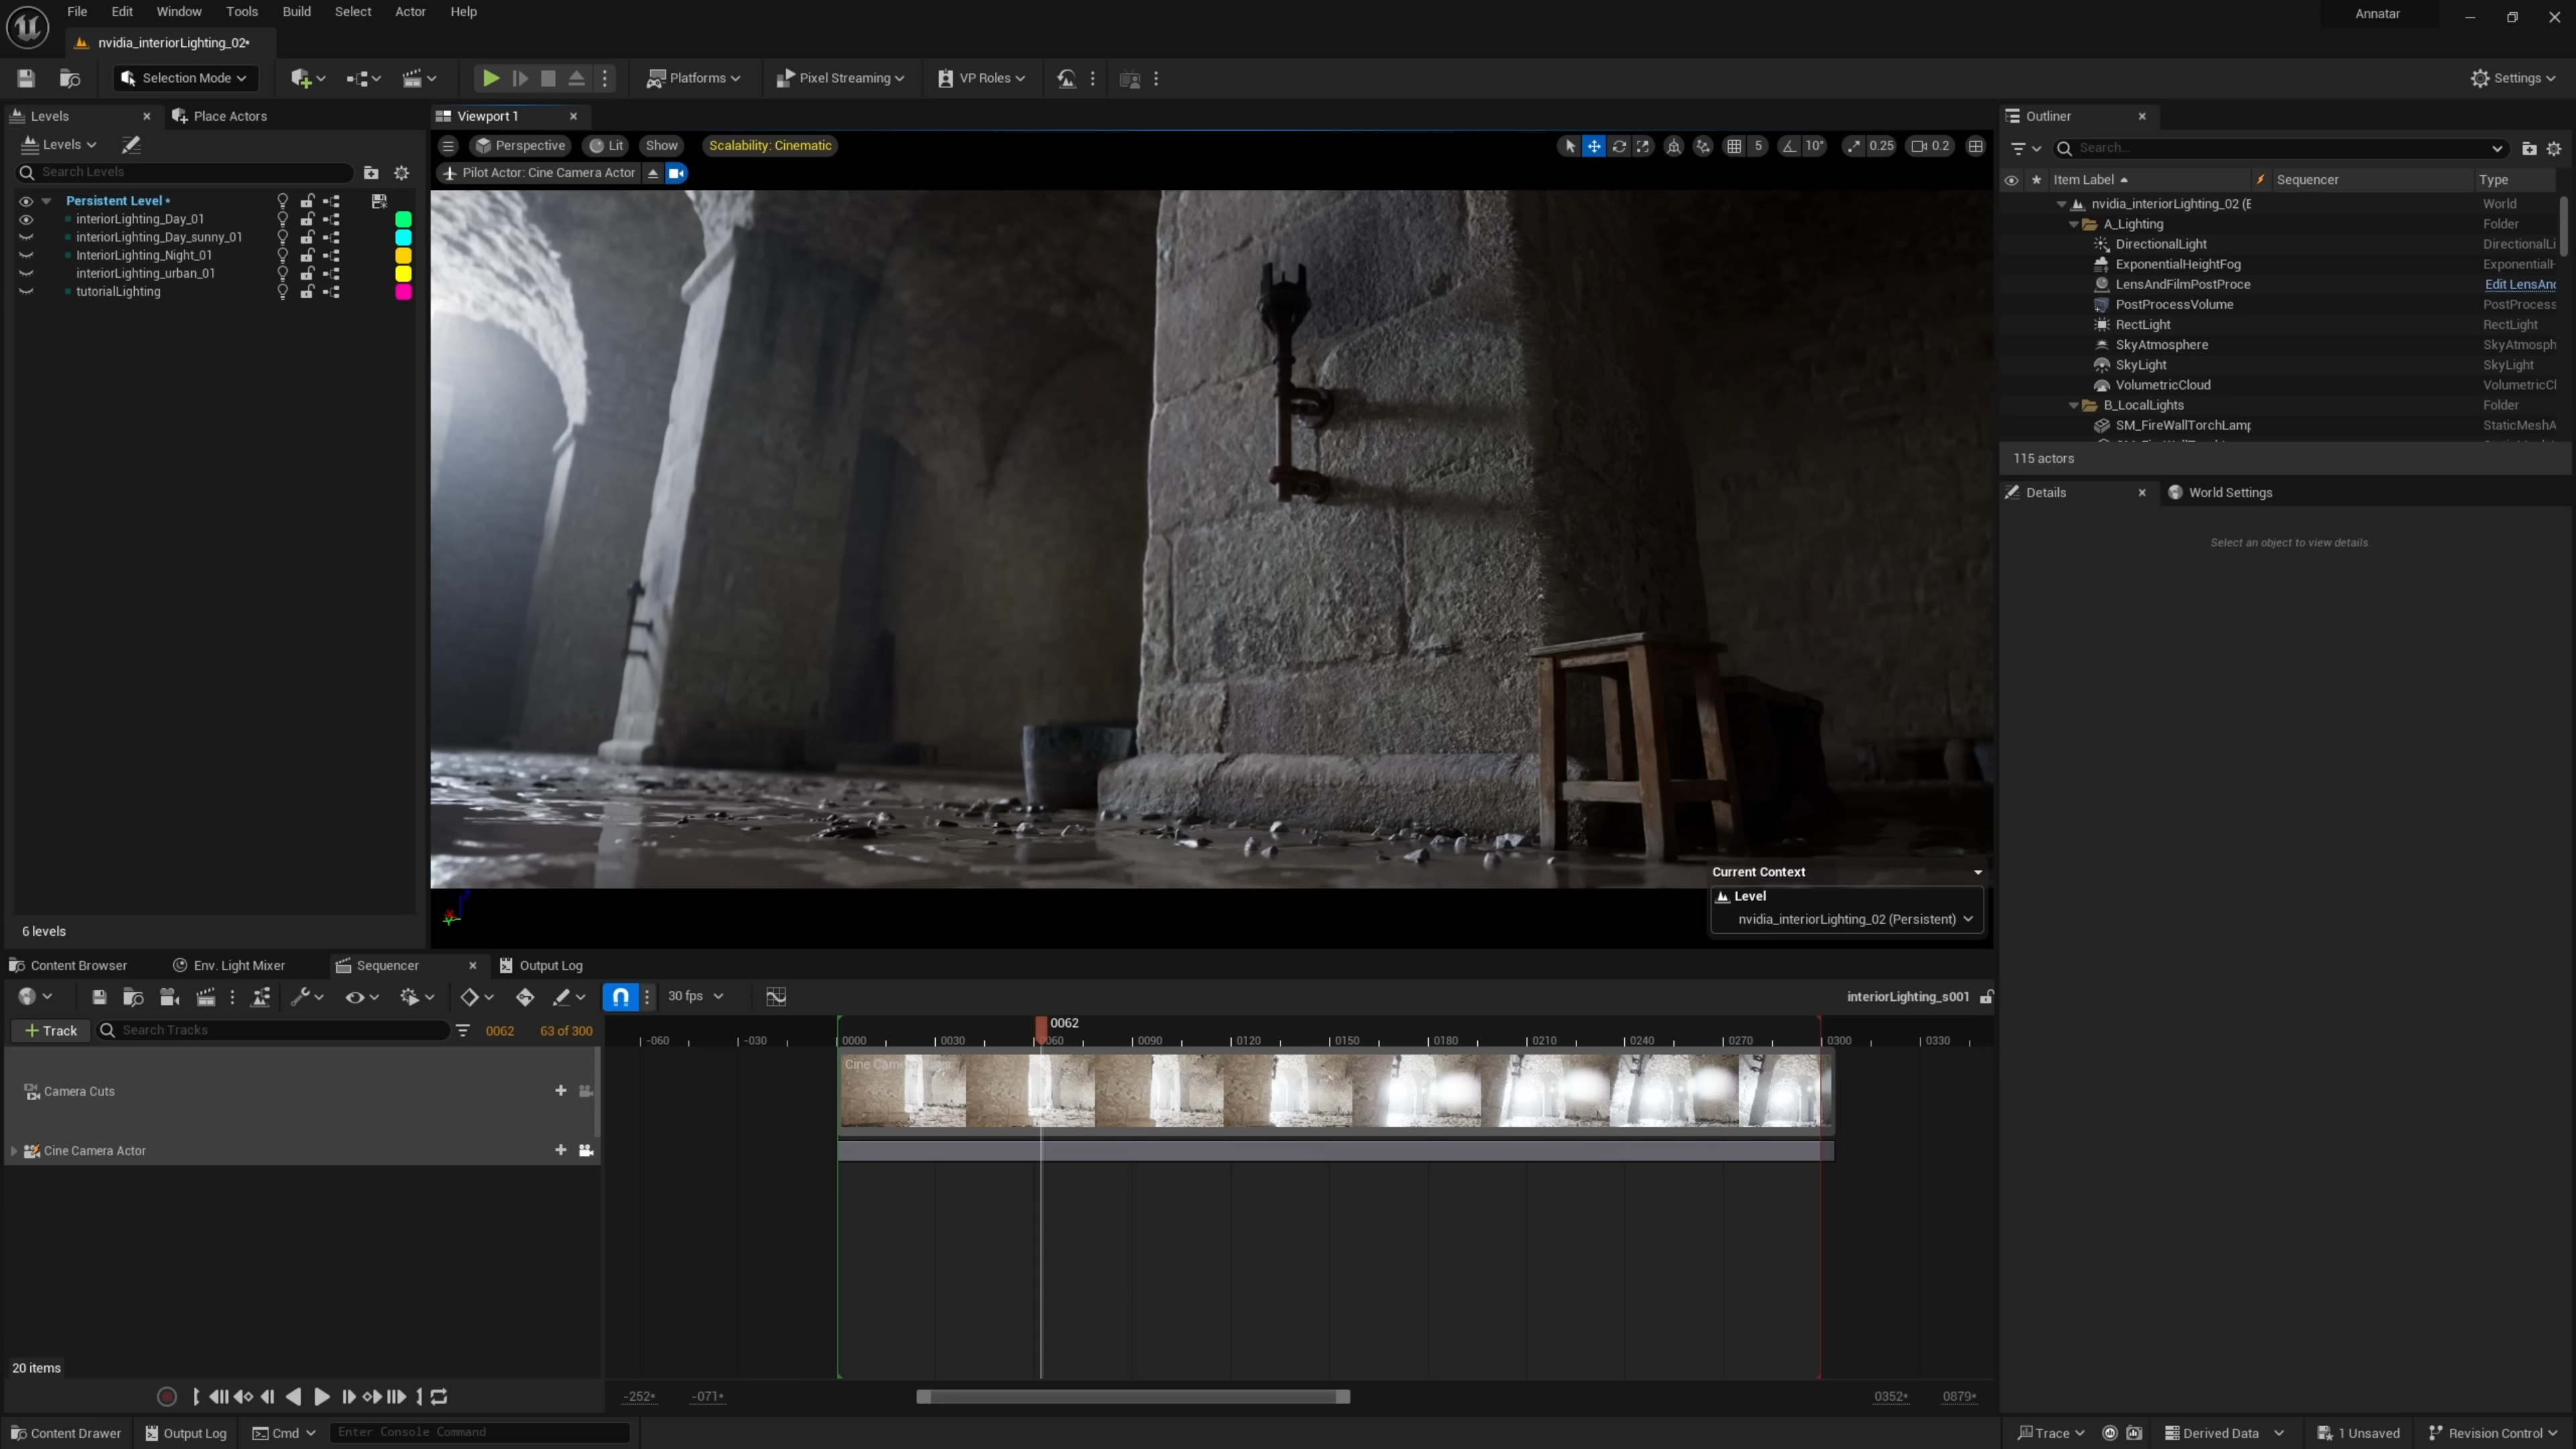 File Edit Window Tools Build Select Actor Help
Annatar
nvidia_interiorLighting_02*
Selection Mode
Platforms
Pixel Streaming
VP Roles
Settings
Levels
Place Actors
Viewport 1
Outliner
Levels
Perspective
Lit
Show
Scalability: Cinematic
5
10°
0.25
0.2
Search...
Search Levels
Pilot Actor: Cine Camera Actor
Item Label
Sequencer
Type
Persistent Level *
interiorLighting_Day_01
interiorLighting_Day_sunny_01
InteriorLighting_Night_01
interiorLighting_urban_01
tutorialLighting
nvidia_interiorLighting_02 (E
World
A_Lighting
Folder
DirectionalLight
DirectionalLi
ExponentialHeightFog
Exponential
LensAndFilmPostProce
Edit LensAnd
PostProcessVolume
PostProcess
RectLight
RectLight
SkyAtmosphere
SkyAtmosph
SkyLight
SkyLight
VolumetricCloud
VolumetricCl
B_LocalLights
Folder
SM_FireWallTorchLamp
StaticMeshA
115 actors
Details
World Settings
Select an object to view details.
Current Context
Level
nvidia_interiorLighting_02 (Persistent)
6 levels
Content Browser
Env. Light Mixer
Sequencer
Output Log
30 fps
interiorLighting_s001
Track
Search Tracks
0062
63 of 300
0062
-060
-030
0000
0030
060
0090
0120
0150
0180
0210
0240
0270
0300
0330
Camera Cuts
Cine Camera Actor
20 items
-252*
-071*
0352*
0879*
Content Drawer
Output Log
Cmd
Enter Console Command
Trace
Derived Data
1 Unsaved
Revision Control